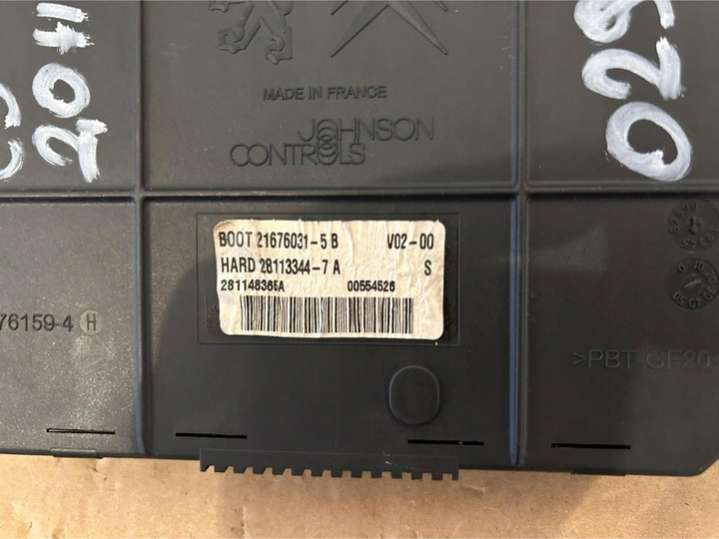 2011
029
MADE IN FRANCE
JOHNSON
CONTROLS
BOOT 21676031-5 B V02-00
HARD 28113344-7 A S
281148365A 00554526
76159-4 H
>PBT-GF20